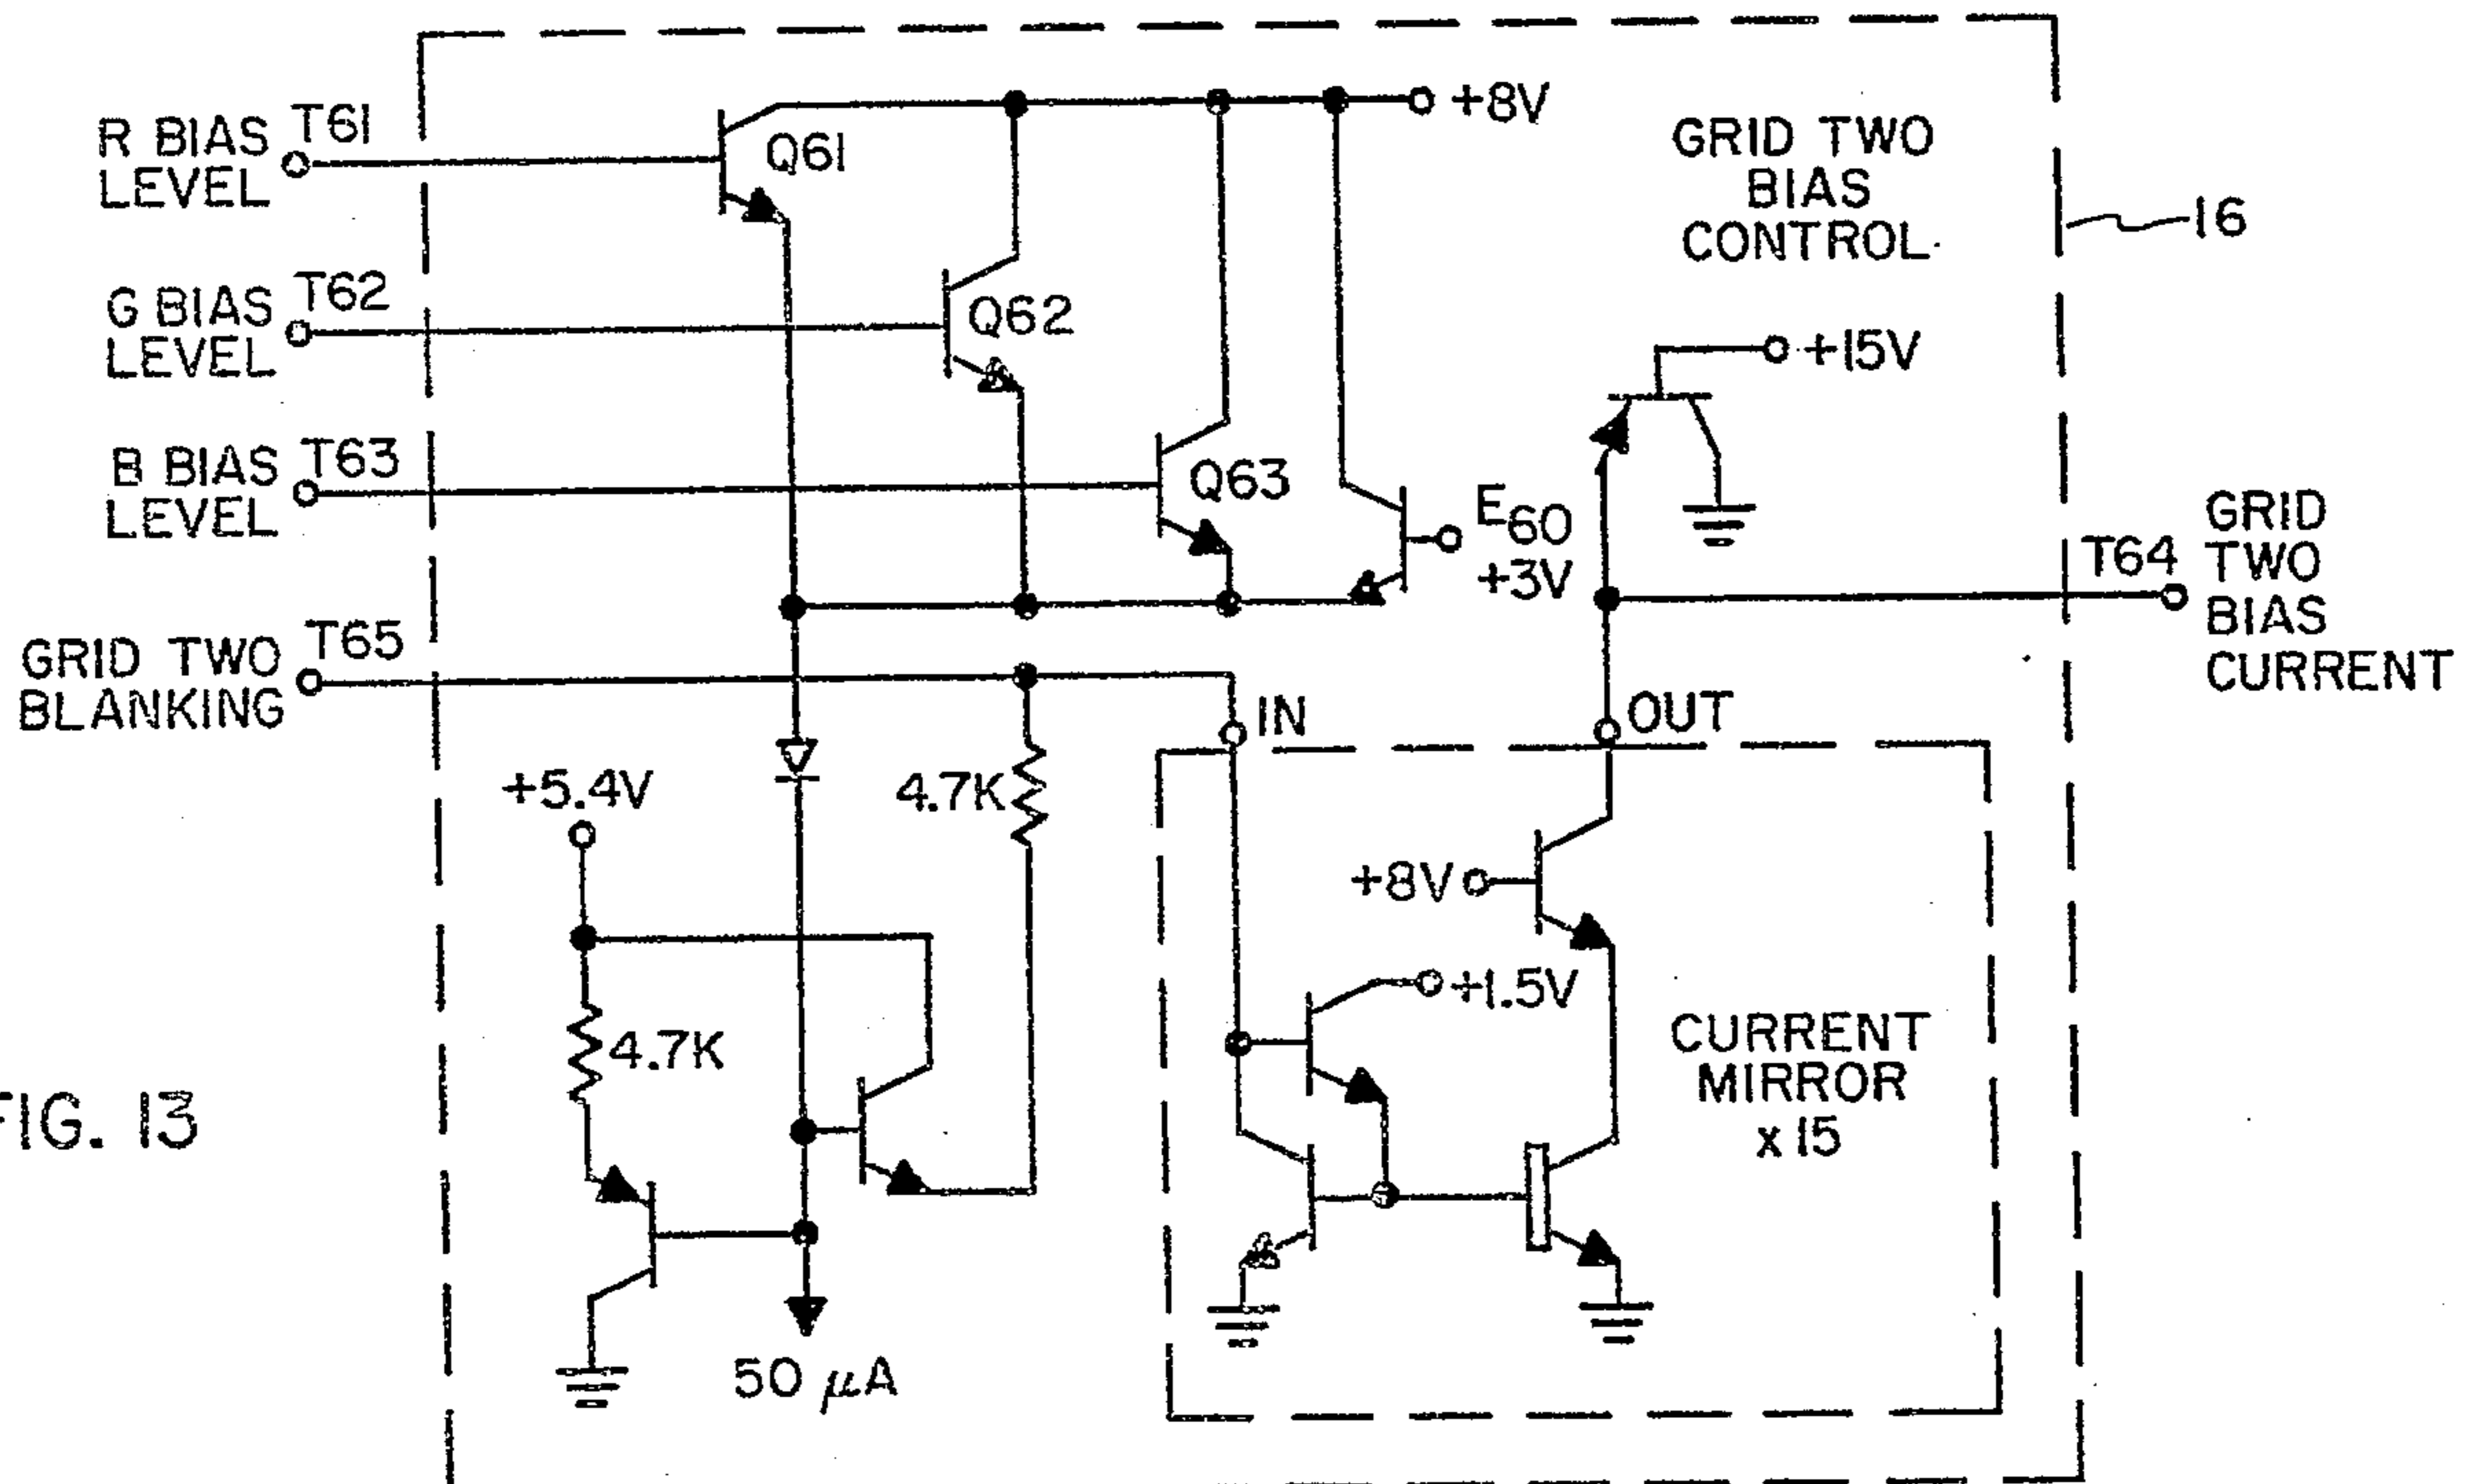 R BIAS
LEVEL
T61
Q61
+8V
GRID TWO
BIAS
CONTROL
16
G BIAS
LEVEL
T62
Q62
+15V
B BIAS
LEVEL
T63
Q63
E60
+3V
T64
GRID
TWO
BIAS
CURRENT
GRID TWO
BLANKING
T65
IN
OUT
+5.4V
4.7K
+8V
+1.5V
4.7K
CURRENT
MIRROR
x 15
FIG. 13
50 μA